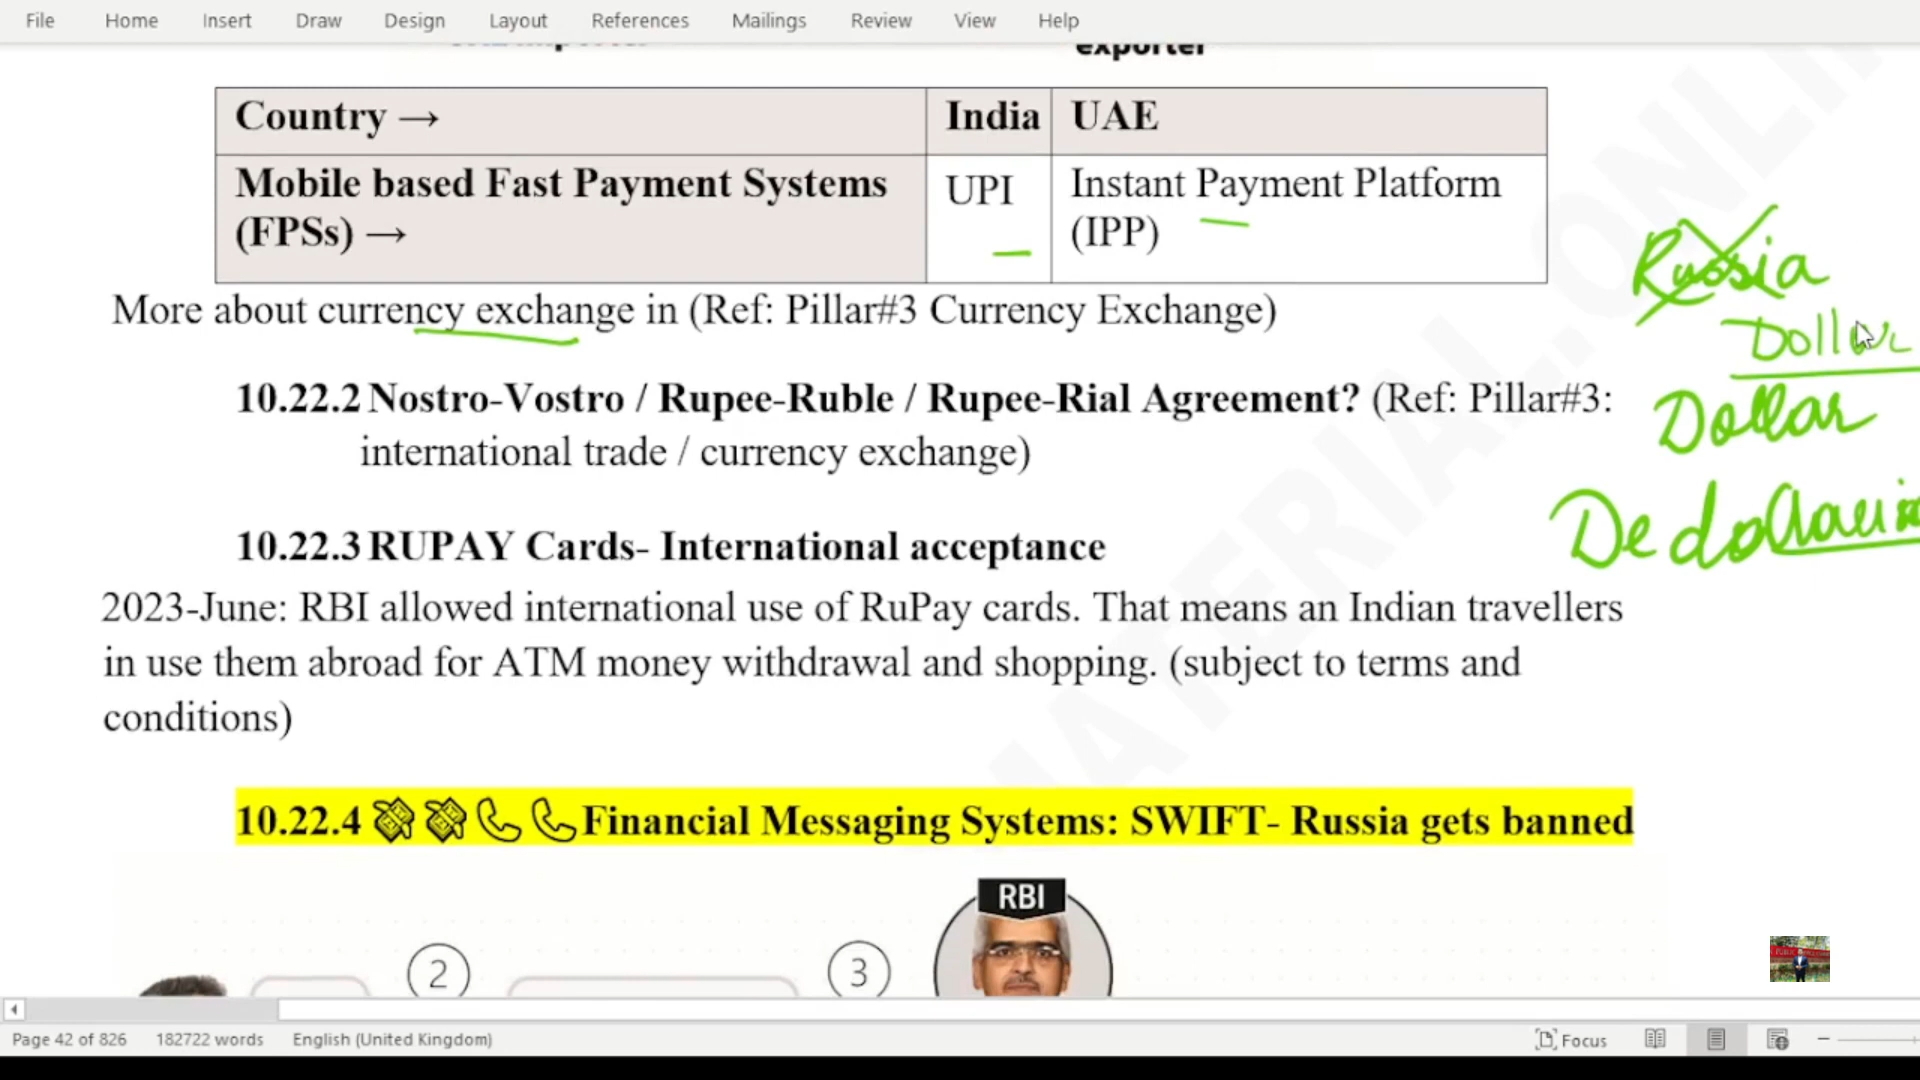 File Home Insert Draw Design Layout References Mailings Review View Help
exporter
Country → India UAE
Mobile based Fast Payment Systems (FPSs) → UPI Instant Payment Platform (IPP)
More about currency exchange in (Ref: Pillar#3 Currency Exchange)
Russia
Dollar
10.22.2 Nostro-Vostro / Rupee-Ruble / Rupee-Rial Agreement? (Ref: Pillar#3:
international trade / currency exchange)
Dollar
10.22.3 RUPAY Cards- International acceptance
2023-June: RBI allowed international use of RuPay cards. That means an Indian travellers
in use them abroad for ATM money withdrawal and shopping. (subject to terms and
conditions)
10.22.4 Financial Messaging Systems: SWIFT- Russia gets banned
RBI
2 3
Page 42 of 826 182722 words English (United Kingdom) Focus